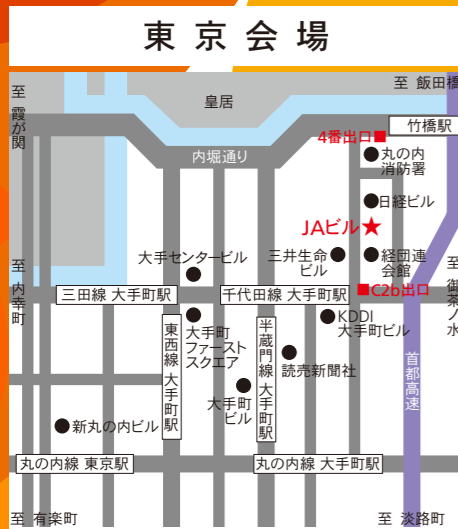 東京会場
至 飯田橋
至 霞が関
皇居
竹橋駅
4番出口■
内堀通り
丸の内
消防署
日経ビル
JAビル★
大手センタービル
三井生命
ビル
経団連
会館
至 内幸町
至 御茶ノ水
三田線 大手町駅
千代田線 大手町駅
■C2b出口
東西線 大手町駅
大手町
ファースト
スクエア
半蔵門線 大手町駅
KDDI
大手町ビル
首都高速
読売新聞社
大手町
ビル
新丸の内ビル
丸の内線 東京駅
丸の内線 大手町駅
至 有楽町
至 淡路町